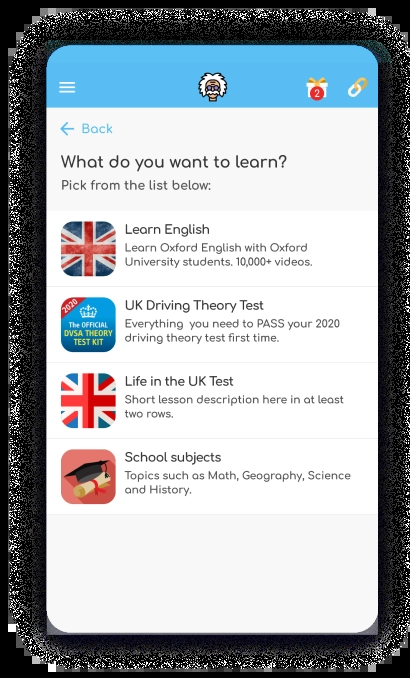 2
Back
What do you want to learn?
Pick from the list below:
Learn English
Learn Oxford English with Oxford
University students. 10,000+ videos.
2020
The OFFICIAL
DVSA THEORY
TEST KIT
UK Driving Theory Test
Everything you need to PASS your 2020
driving theory test first time.
Life in the UK Test
Short lesson description here in at least
two rows.
School subjects
Topics such as Math, Geography, Science
and History.